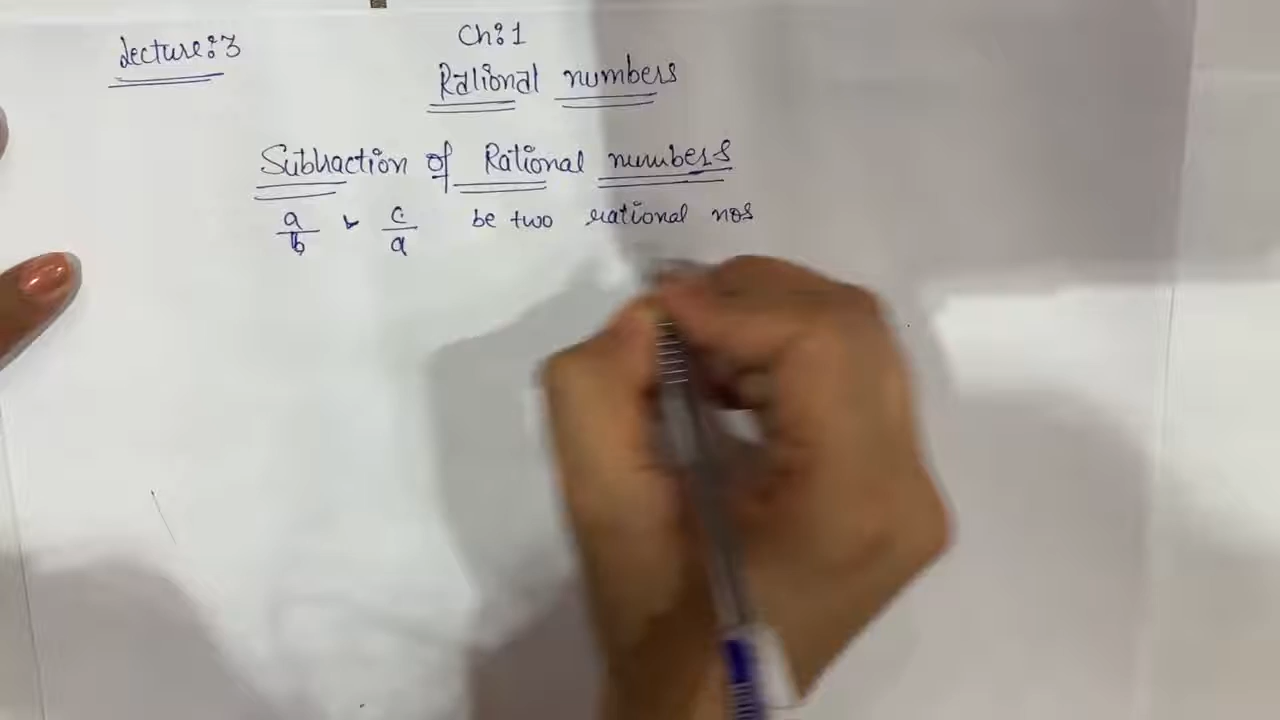 Lecture:3
Ch:1
Rational numbers
Subtraction of Rational numbers
a/b & c/d be two rational nos